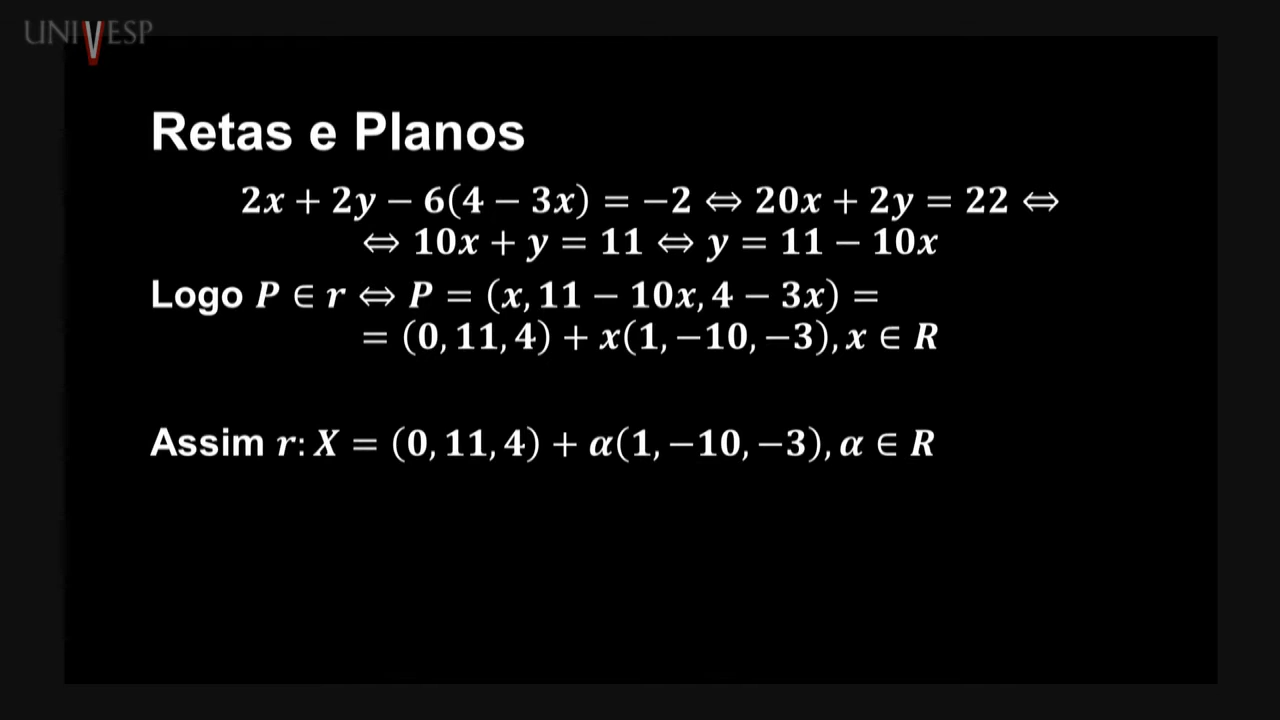 UNIVESP
Retas e Planos
2x + 2y − 6(4 − 3x) = −2 ⇔ 20x + 2y = 22 ⇔
⇔ 10x + y = 11 ⇔ y = 11 − 10x
Logo P ∈ r ⇔ P = (x, 11 − 10x, 4 − 3x) =
= (0, 11, 4) + x(1, −10, −3), x ∈ R
Assim r: X = (0, 11, 4) + α(1, −10, −3), α ∈ R